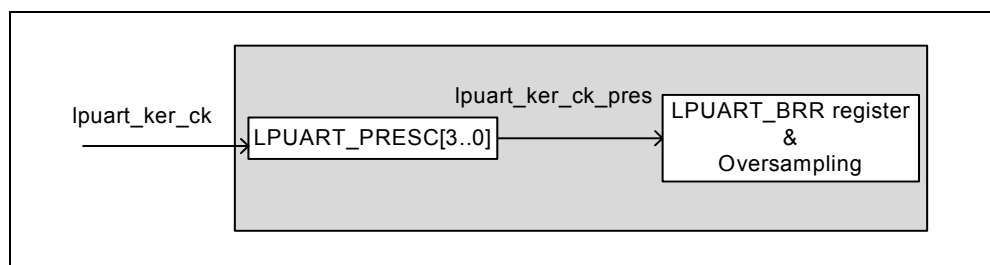 lpuart_ker_ck
LPUART_PRESC[3..0]
lpuart_ker_ck_pres
LPUART_BRR register
&
Oversampling